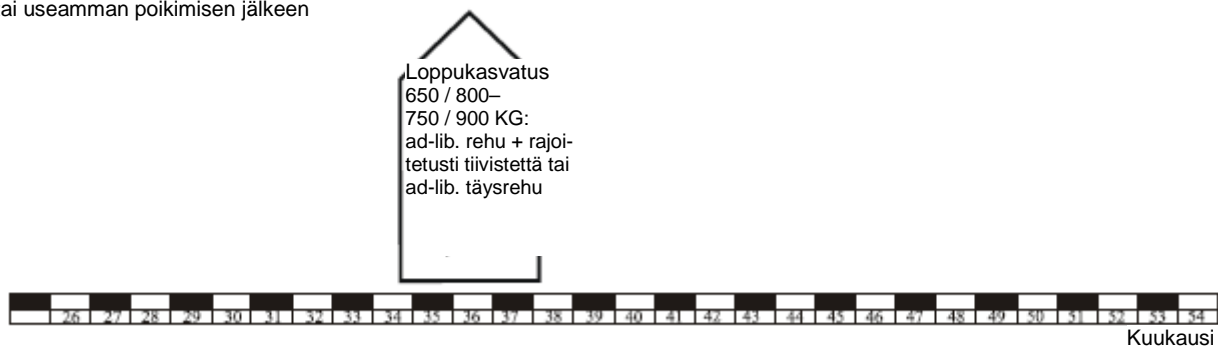 ai useamman poikimisen jälkeen
Loppukasvatus
650 / 800–
750 / 900 KG:
ad-lib. rehu + rajoi-
tetusti tiivistettä tai
ad-lib. täysrehu
26 27 28 29 30 31 32 33 34 35 36 37 38 39 40 41 42 43 44 45 46 47 48 49 50 51 52 53 54
Kuukausi